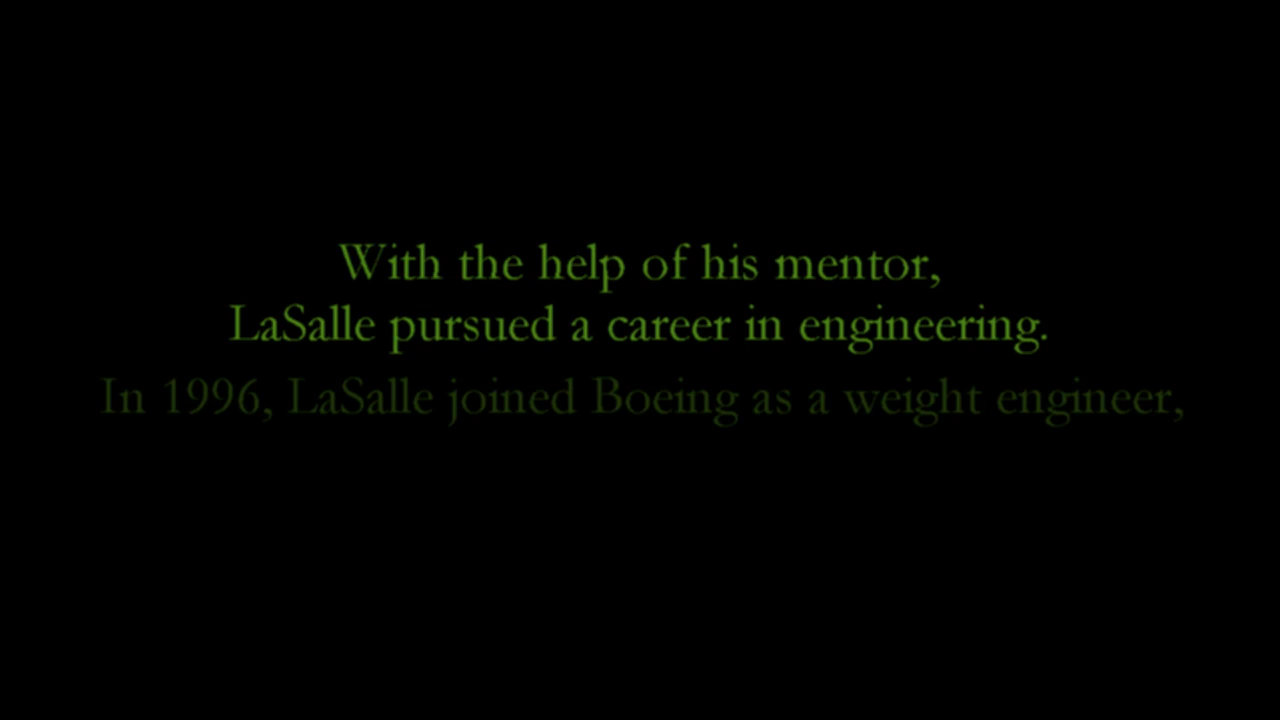 With the help of his mentor,
LaSalle pursued a career in engineering.
In 1996, LaSalle joined Boeing as a weight engineer,